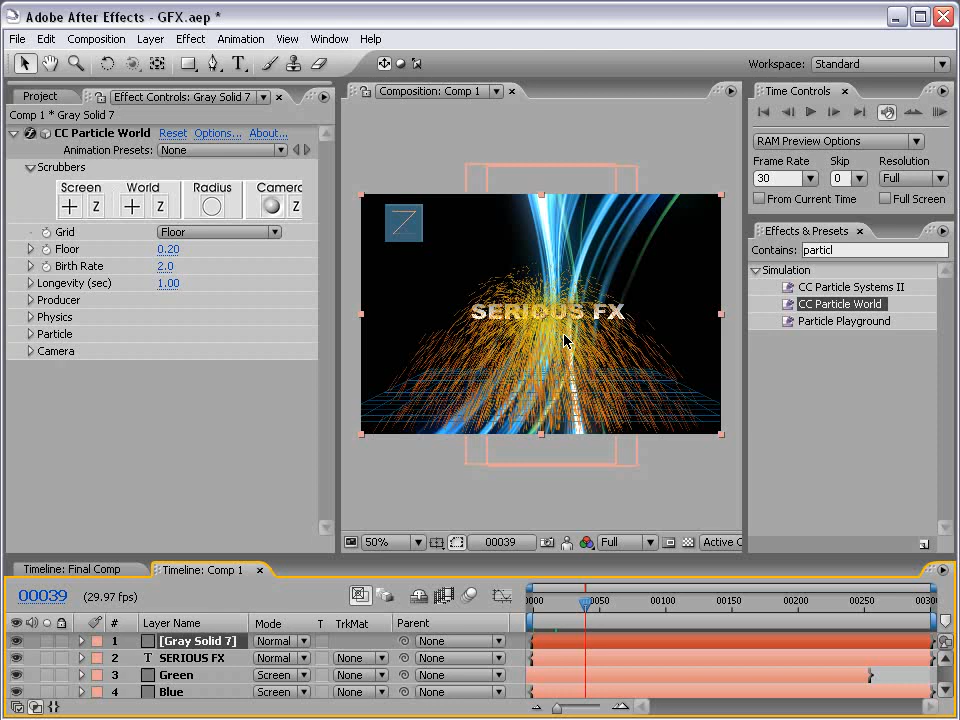 Adobe After Effects - GFX.aep *
File Edit Composition Layer Effect Animation View Window Help
Workspace: Standard
Project Effect Controls: Gray Solid 7
Comp 1 * Gray Solid 7
CC Particle World Reset Options... About...
Animation Presets: None
Scrubbers
Screen World Radius Camera
Z Z Z
Grid Floor
Floor 0.20
Birth Rate 2.0
Longevity (sec) 1.00
Producer
Physics
Particle
Camera
Composition: Comp 1
Z
SERIOUS FX
50% 00039 Full Active C
Time Controls
RAM Preview Options
Frame Rate Skip Resolution
30 0 Full
From Current Time Full Screen
Effects & Presets
Contains: particl
Simulation
CC Particle Systems II
CC Particle World
Particle Playground
Timeline: Final Comp Timeline: Comp 1
00039 (29.97 fps)
0000 00050 00100 00150 00200 00250 0030
# Layer Name Mode T TrkMat Parent
1 [Gray Solid 7] Normal None
2 T SERIOUS FX Normal None None
3 Green Screen None None
4 Blue Screen None None